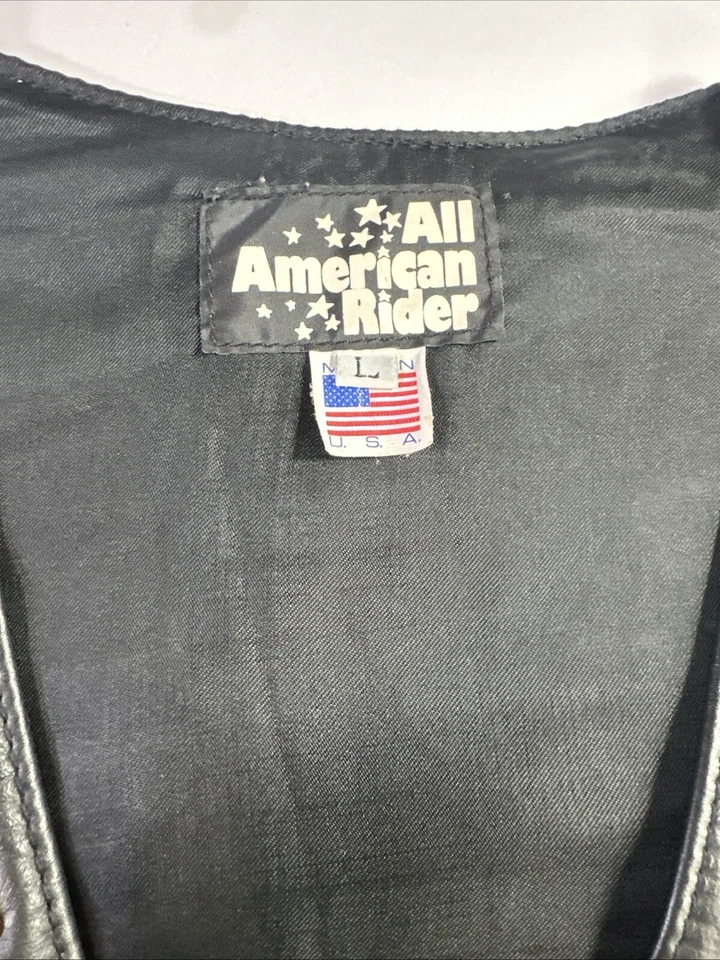 All
American
Rider
L
N
U. S. A.